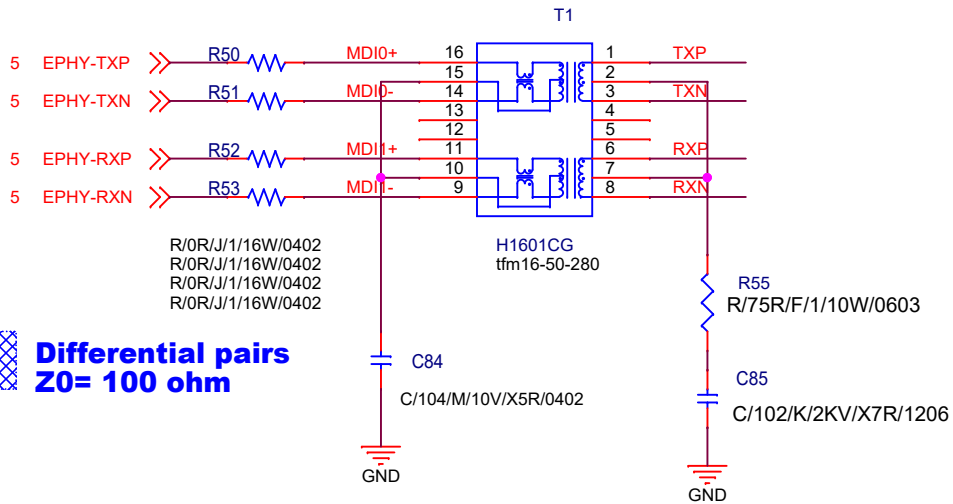 T1
5 EPHY-TXP R50 MDI0+ 16 1 TXP
15 2
5 EPHY-TXN R51 MDI0- 14 3 TXN
13 4
12 5
5 EPHY-RXP R52 MDI1+ 11 6 RXP
10 7
5 EPHY-RXN R53 MDI1- 9 8 RXN
R/0R/J/1/16W/0402
R/0R/J/1/16W/0402
R/0R/J/1/16W/0402
R/0R/J/1/16W/0402
H1601CG
tfm16-50-280
R55
R/75R/F/1/10W/0603
Differential pairs
Z0= 100 ohm
C84
C/104/M/10V/X5R/0402
C85
C/102/K/2KV/X7R/1206
GND
GND